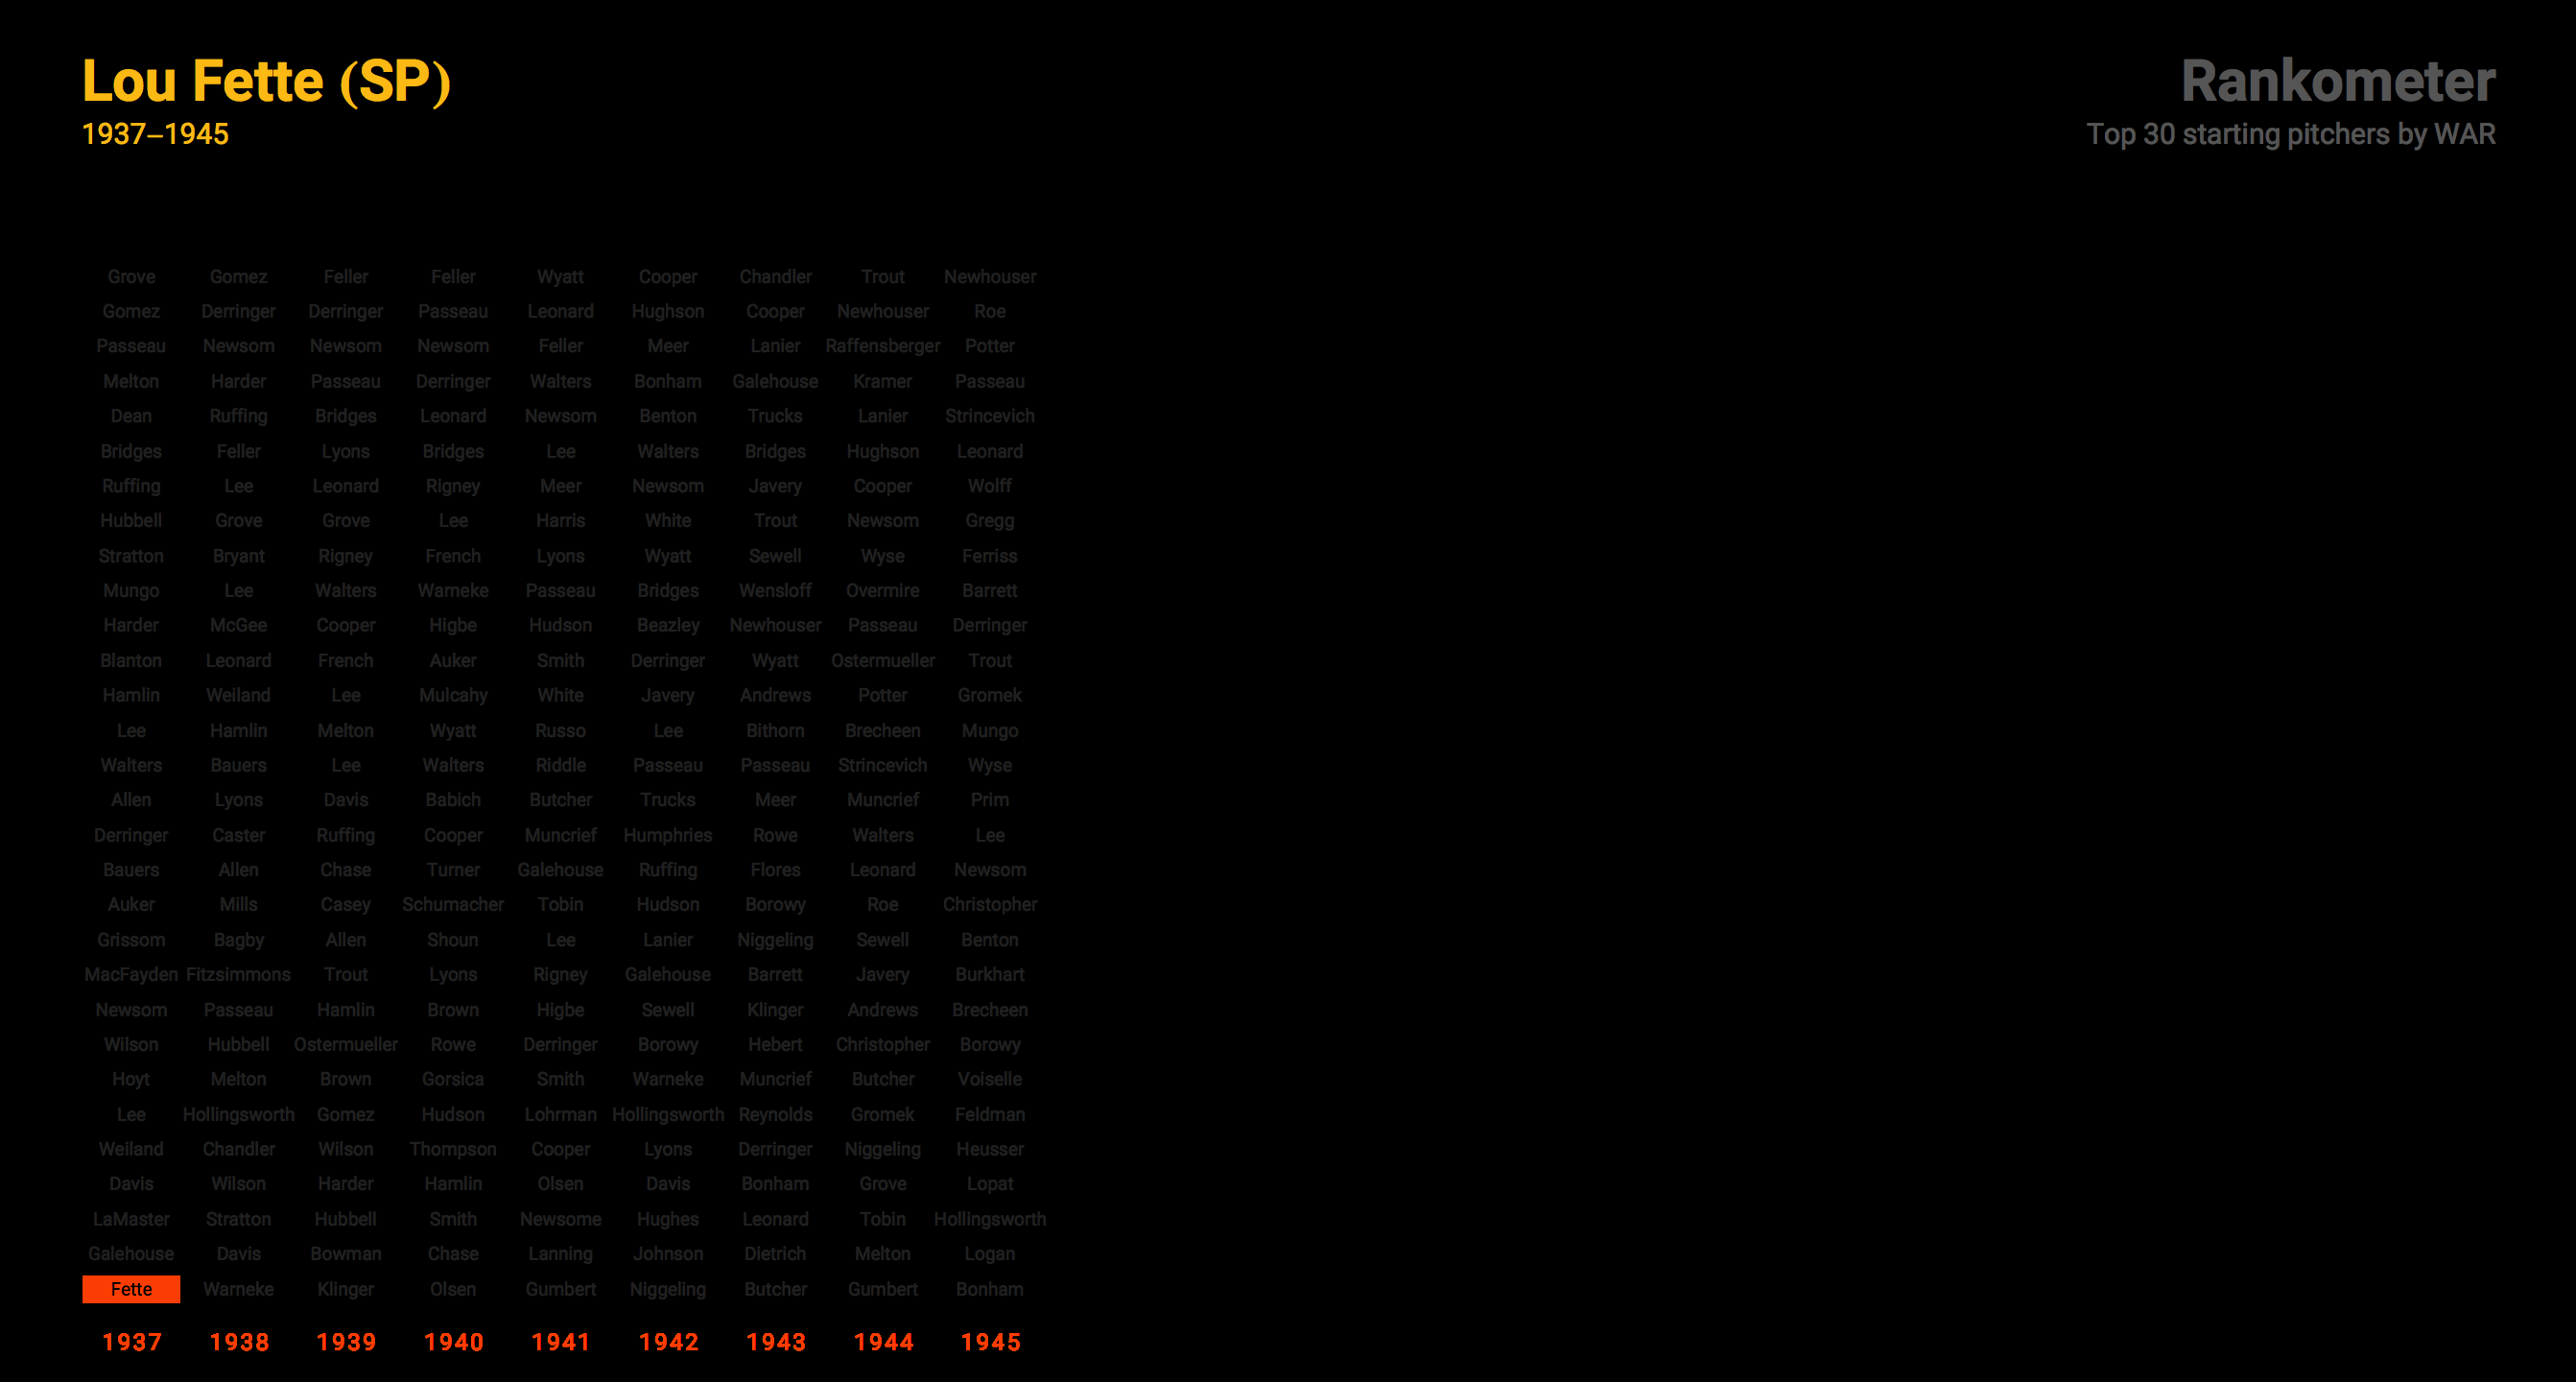 Lou Fette (SP)
1937–1945
Rankometer
Top 30 starting pitchers by WAR
Grove Gomez Feller Feller Wyatt Cooper Chandler Trout Newhouser
Gomez Derringer Derringer Passeau Leonard Hughson Cooper Newhouser Roe
Passeau Newsom Newsom Newsom Feller Meer Lanier Raffensberger Potter
Melton Harder Passeau Derringer Walters Bonham Galehouse Kramer Passeau
Dean Ruffing Bridges Leonard Newsom Benton Trucks Lanier Strincevich
Bridges Feller Lyons Bridges Lee Walters Bridges Hughson Leonard
Ruffing Lee Leonard Rigney Meer Newsom Javery Cooper Wolff
Hubbell Grove Grove Lee Harris White Trout Newsom Gregg
Stratton Bryant Rigney French Lyons Wyatt Sewell Wyse Ferriss
Mungo Lee Walters Warneke Passeau Bridges Wensloff Overmire Barrett
Harder McGee Cooper Higbe Hudson Beazley Newhouser Passeau Derringer
Blanton Leonard French Auker Smith Derringer Wyatt Ostermueller Trout
Hamlin Weiland Lee Mulcahy White Javery Andrews Potter Gromek
Lee Hamlin Melton Wyatt Russo Lee Bithorn Brecheen Mungo
Walters Bauers Lee Walters Riddle Passeau Passeau Strincevich Wyse
Allen Lyons Davis Babich Butcher Trucks Meer Muncrief Prim
Derringer Caster Ruffing Cooper Muncrief Humphries Rowe Walters Lee
Bauers Allen Chase Turner Galehouse Ruffing Flores Leonard Newsom
Auker Mills Casey Schumacher Tobin Hudson Borowy Roe Christopher
Grissom Bagby Allen Shoun Lee Lanier Niggeling Sewell Benton
MacFayden Fitzsimmons Trout Lyons Rigney Galehouse Barrett Javery Burkhart
Newsom Passeau Hamlin Brown Higbe Sewell Klinger Andrews Brecheen
Wilson Hubbell Ostermueller Rowe Derringer Borowy Hebert Christopher Borowy
Hoyt Melton Brown Gorsica Smith Warneke Muncrief Butcher Voiselle
Lee Hollingsworth Gomez Hudson Lohrman Hollingsworth Reynolds Gromek Feldman
Weiland Chandler Wilson Thompson Cooper Lyons Derringer Niggeling Heusser
Davis Wilson Harder Hamlin Olsen Davis Bonham Grove Lopat
LaMaster Stratton Hubbell Smith Newsome Hughes Leonard Tobin Hollingsworth
Galehouse Davis Bowman Chase Lanning Johnson Dietrich Melton Logan
Fette Warneke Klinger Olsen Gumbert Niggeling Butcher Gumbert Bonham
1937 1938 1939 1940 1941 1942 1943 1944 1945